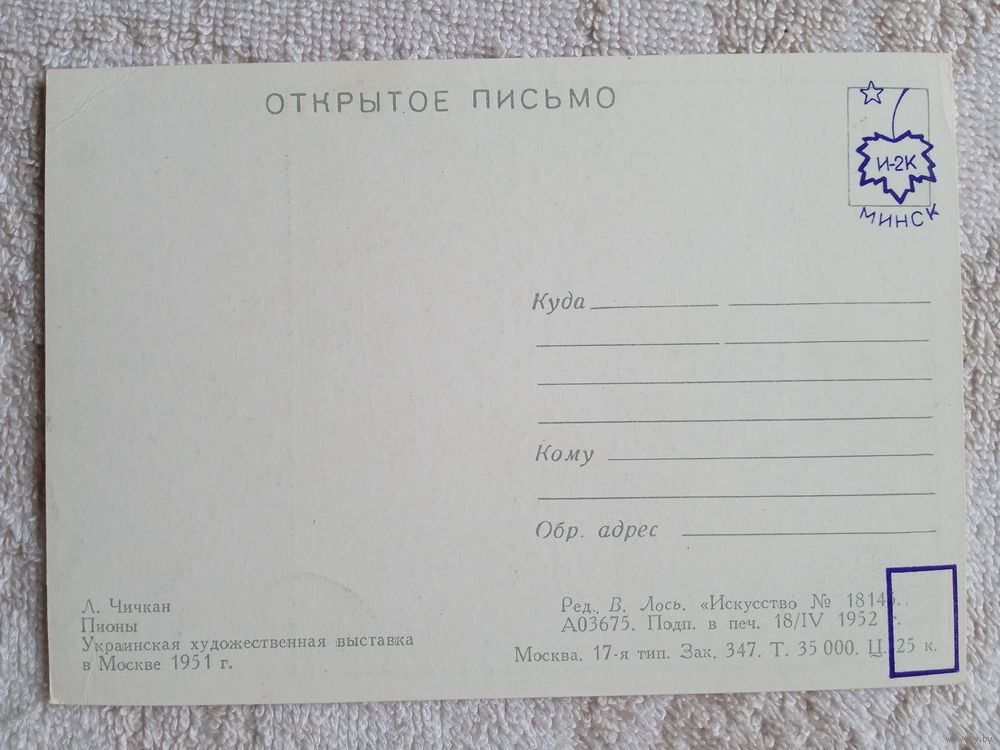 ОТКРЫТОЕ ПИСЬМО
И-2К
МИНСК
Куда
Кому
Обр. адрес
Л. Чичкан
Пионы
Украинская художественная выставка
в Москве 1951 г.
Ред. В. Лось. «Искусство № 1814
А03675. Подп. в печ. 18/IV 1952 г.
Москва. 17-я тип. Зак. 347. Т. 35 000. Ц. 25 к.